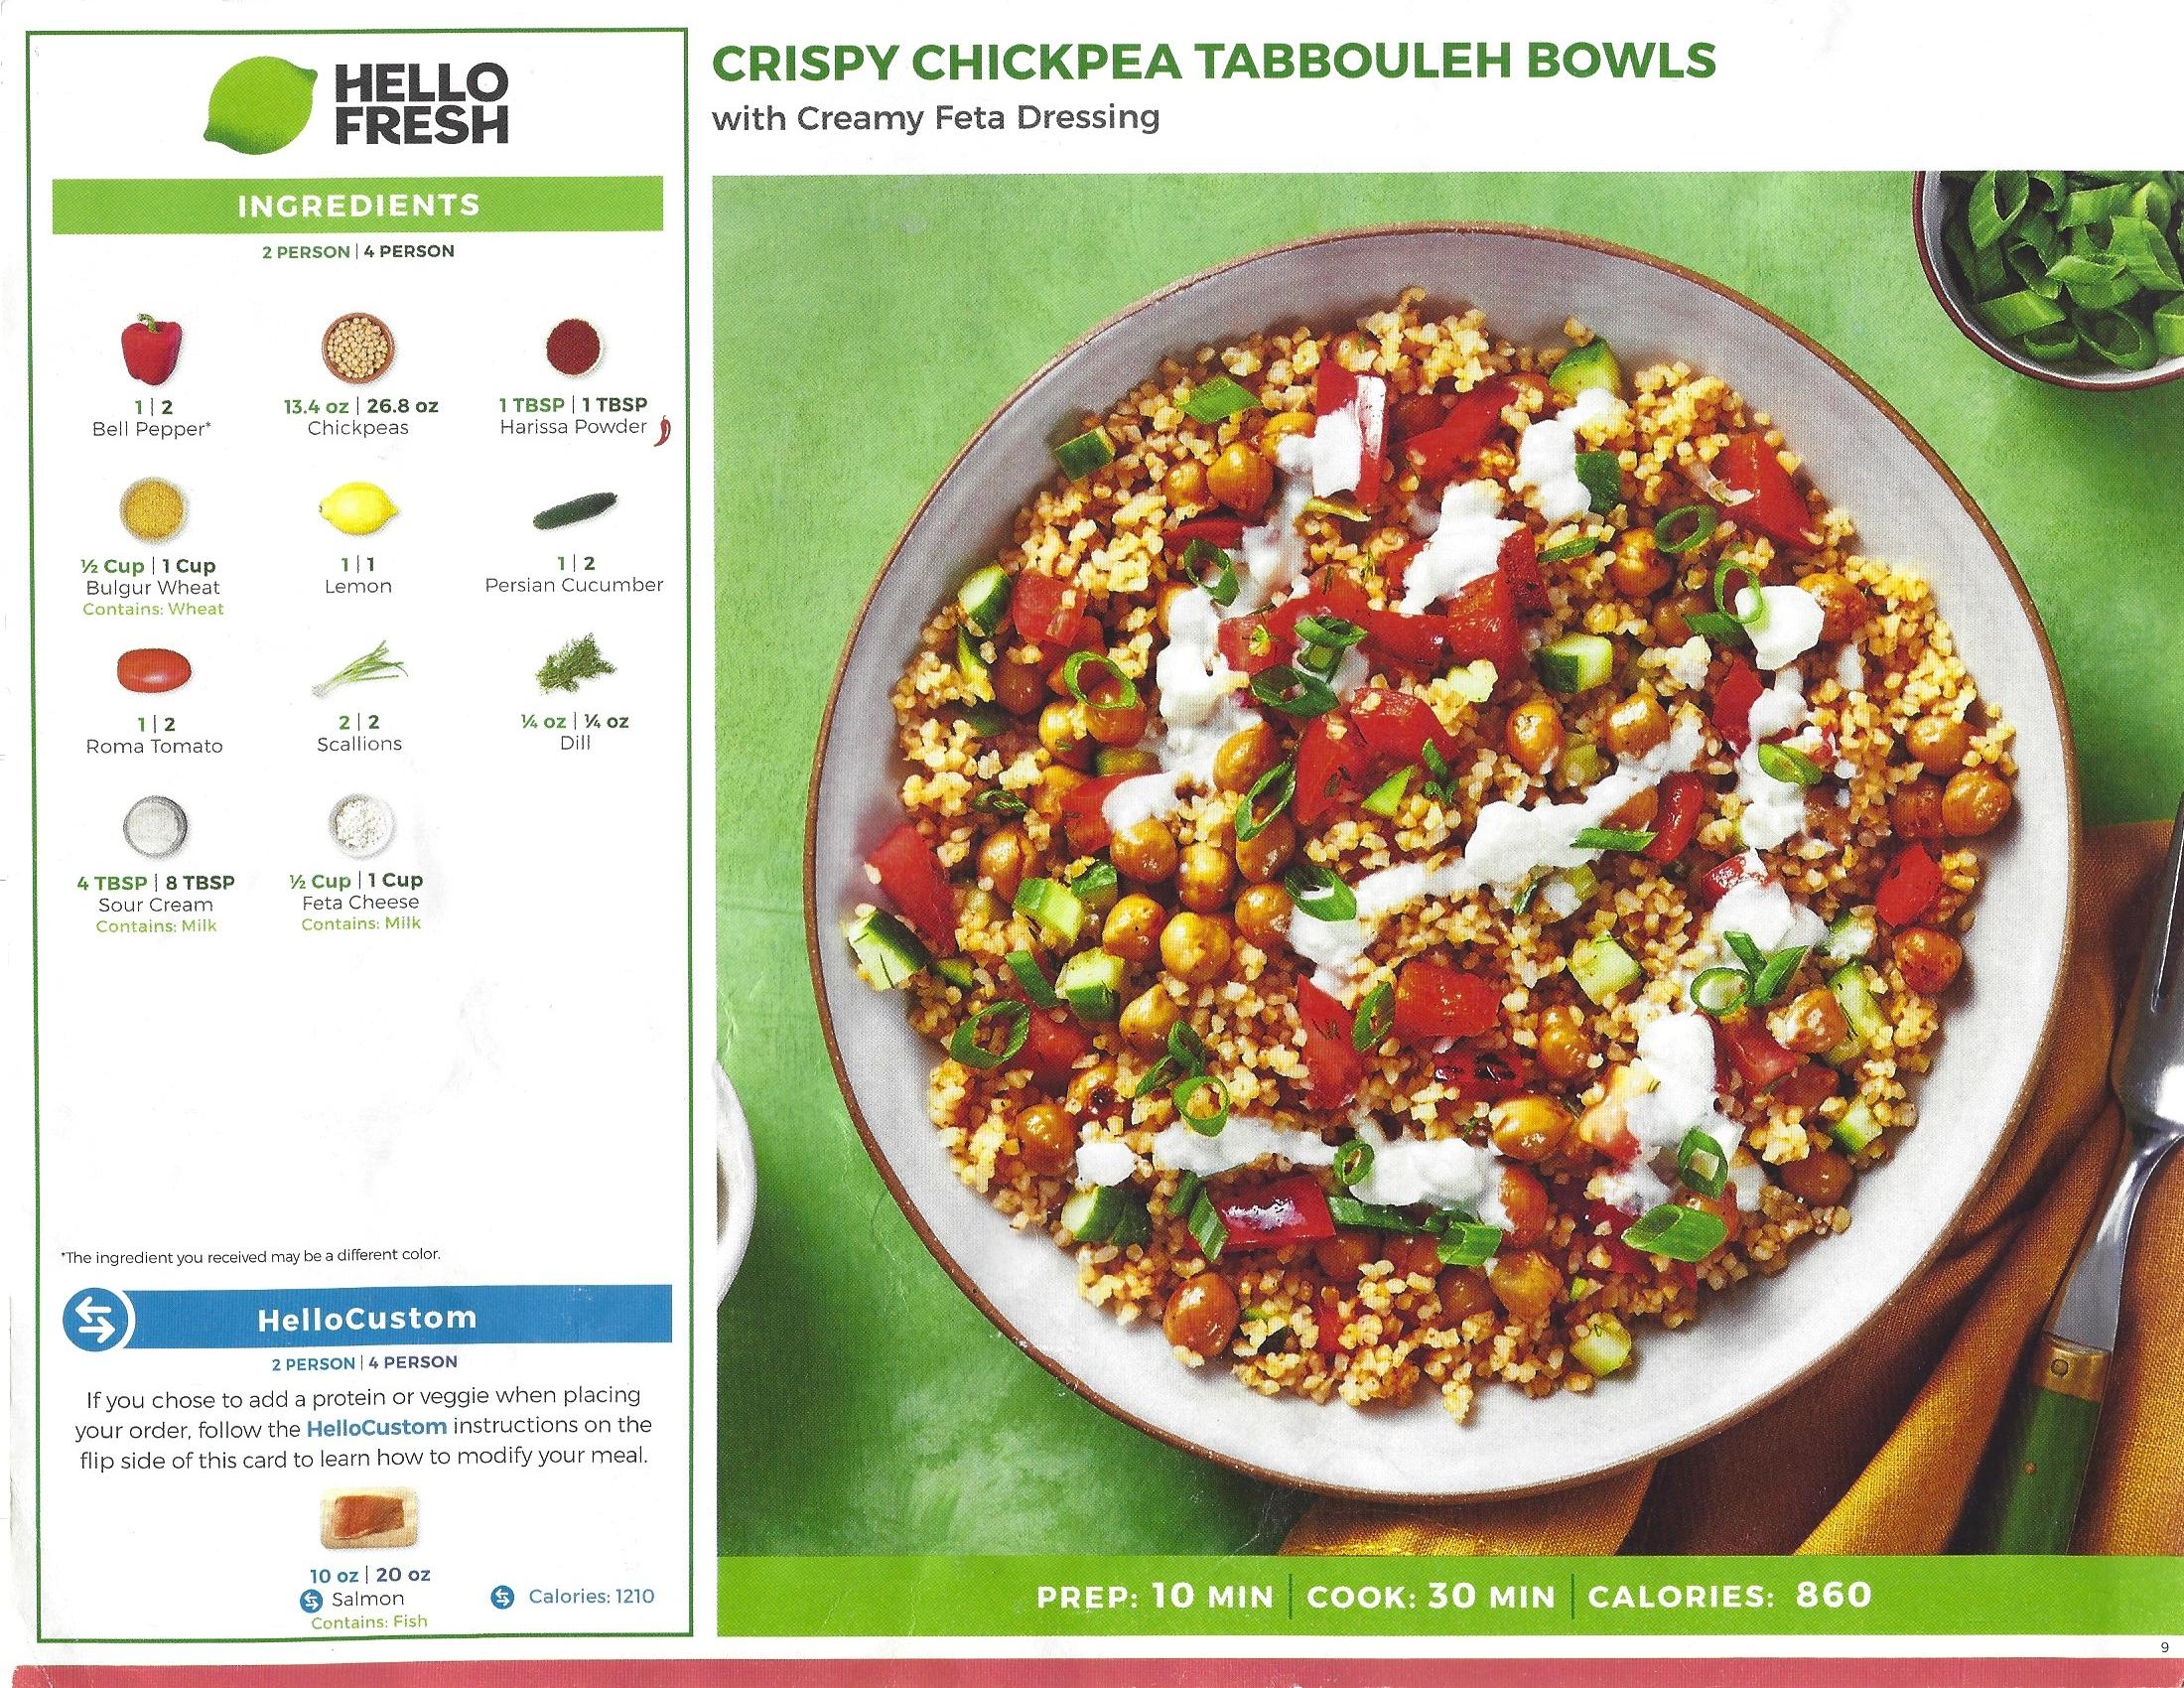 HELLO
FRESH
INGREDIENTS
2 PERSON | 4 PERSON
1 | 2
Bell Pepper*
13.4 oz | 26.8 oz
Chickpeas
1 TBSP | 1 TBSP
Harissa Powder
½ Cup | 1 Cup
Bulgur Wheat
Contains: Wheat
1 | 1
Lemon
1 | 2
Persian Cucumber
1 | 2
Roma Tomato
2 | 2
Scallions
¼ oz | ¼ oz
Dill
4 TBSP | 8 TBSP
Sour Cream
Contains: Milk
½ Cup | 1 Cup
Feta Cheese
Contains: Milk
*The ingredient you received may be a different color.
HelloCustom
2 PERSON | 4 PERSON
If you chose to add a protein or veggie when placing
your order, follow the HelloCustom instructions on the
flip side of this card to learn how to modify your meal.
10 oz | 20 oz
Salmon
Contains: Fish
Calories: 1210
CRISPY CHICKPEA TABBOULEH BOWLS
with Creamy Feta Dressing
PREP: 10 MIN | COOK: 30 MIN | CALORIES: 860
9